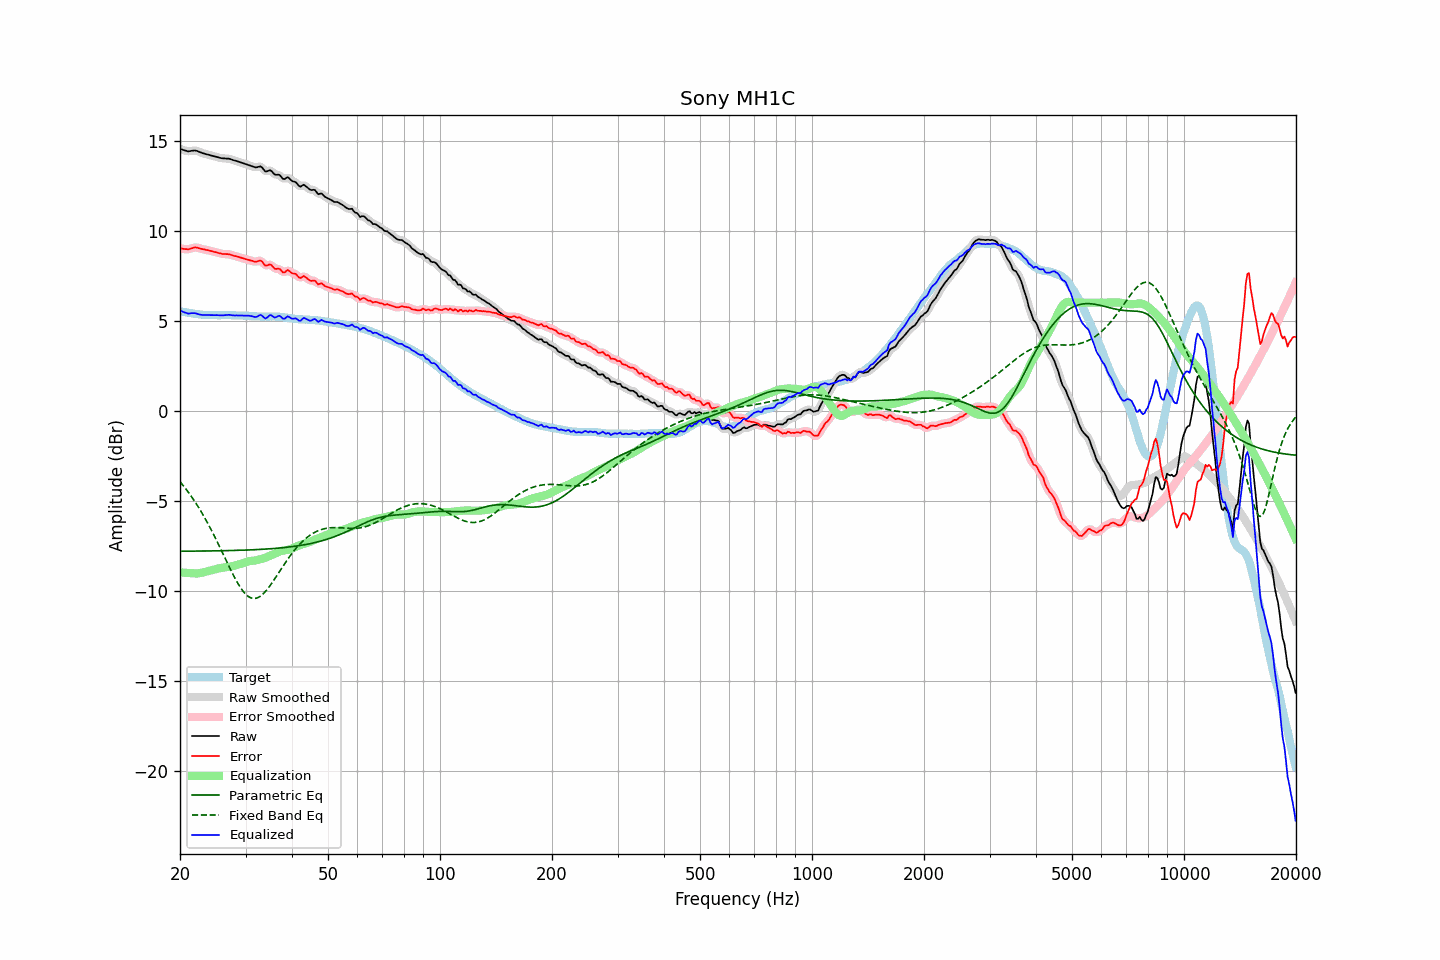 Sony MH1C
Amplitude (dBr)
15
10
5
0
−5
−10
−15
−20
Target
Raw Smoothed
Error Smoothed
Raw
Error
Equalization
Parametric Eq
Fixed Band Eq
Equalized
20 50 100 200 500 1000 2000 5000 10000 20000
Frequency (Hz)